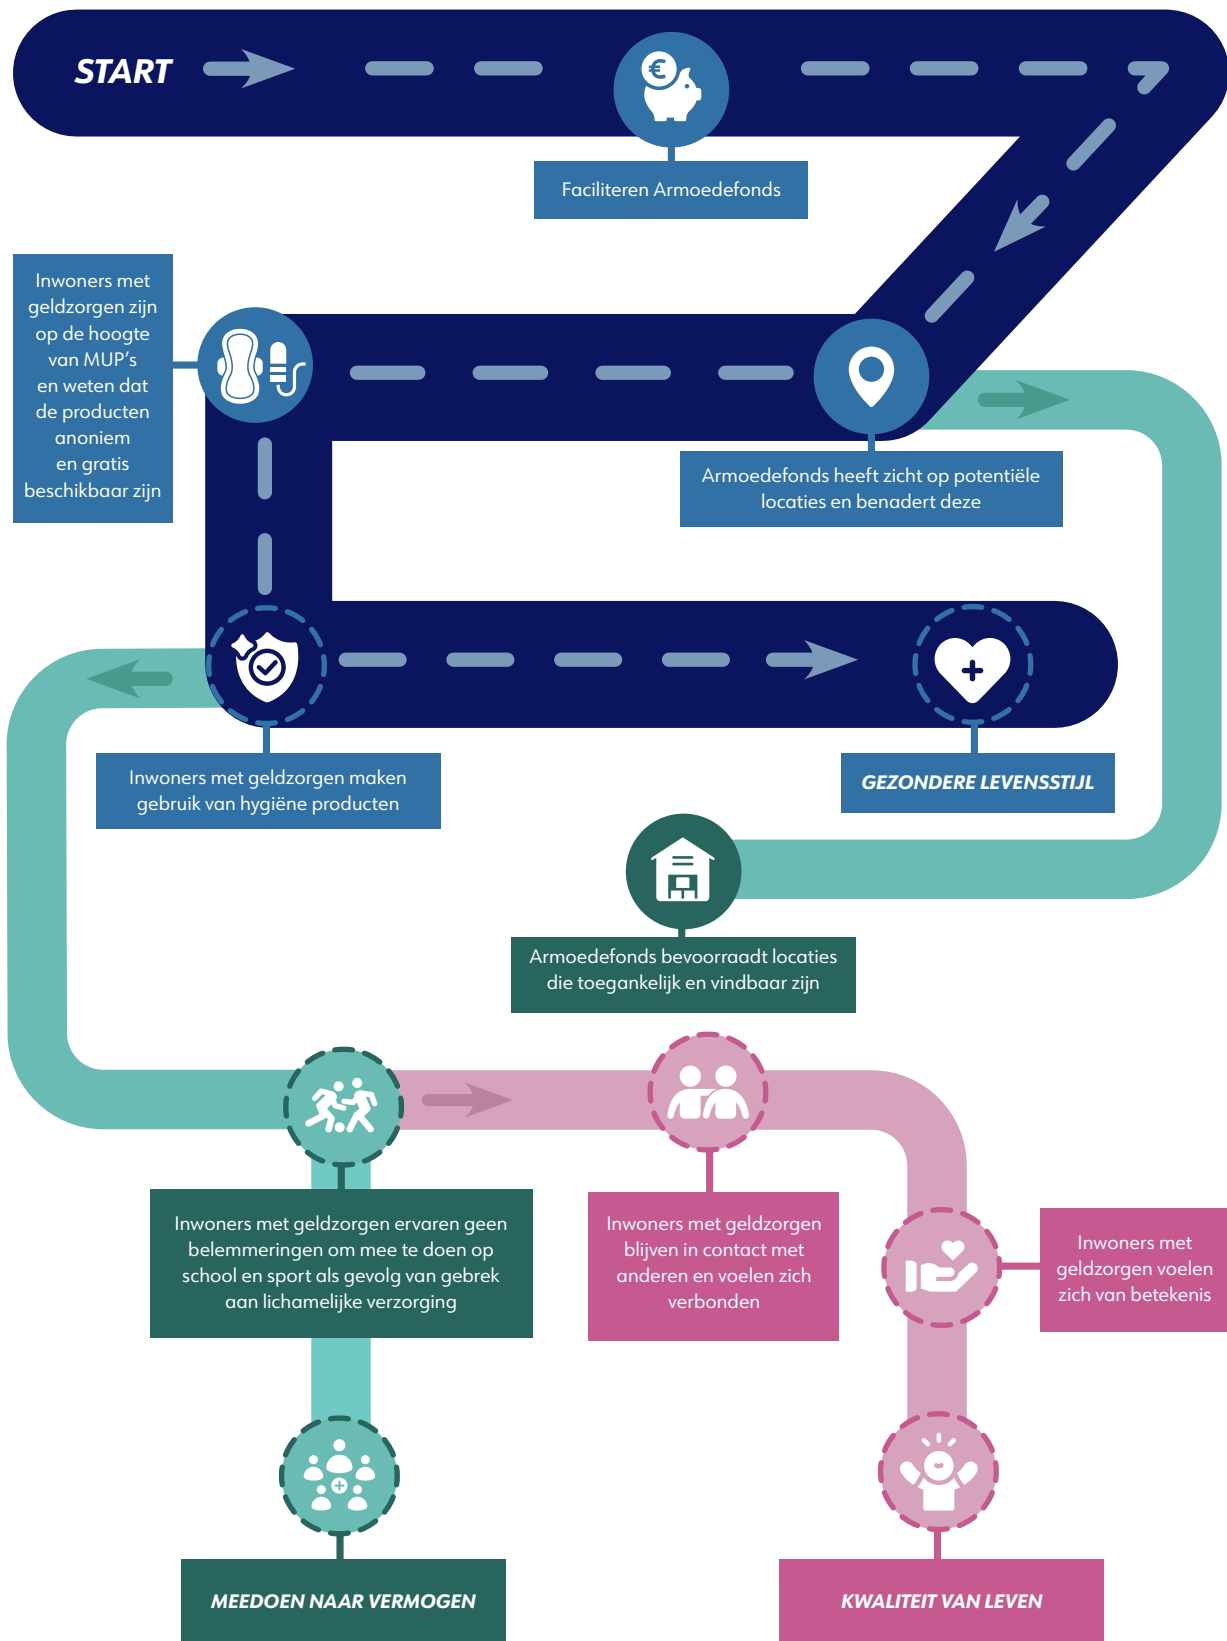 START
€
Faciliteren Armoedefonds
Inwoners met
geldzorgen zijn
op de hoogte
van MUP's
en weten dat
de producten
anoniem
en gratis
beschikbaar zijn
Armoedefonds heeft zicht op potentiële
locaties en benadert deze
Inwoners met geldzorgen maken
gebruik van hygiëne producten
GEZONDERE LEVENSSTIJL
Armoedefonds bevoorraadt locaties
die toegankelijk en vindbaar zijn
Inwoners met geldzorgen ervaren geen
belemmeringen om mee te doen op
school en sport als gevolg van gebrek
aan lichamelijke verzorging
Inwoners met geldzorgen
blijven in contact met
anderen en voelen zich
verbonden
Inwoners met
geldzorgen voelen
zich van betekenis
MEEDOEN NAAR VERMOGEN
KWALITEIT VAN LEVEN